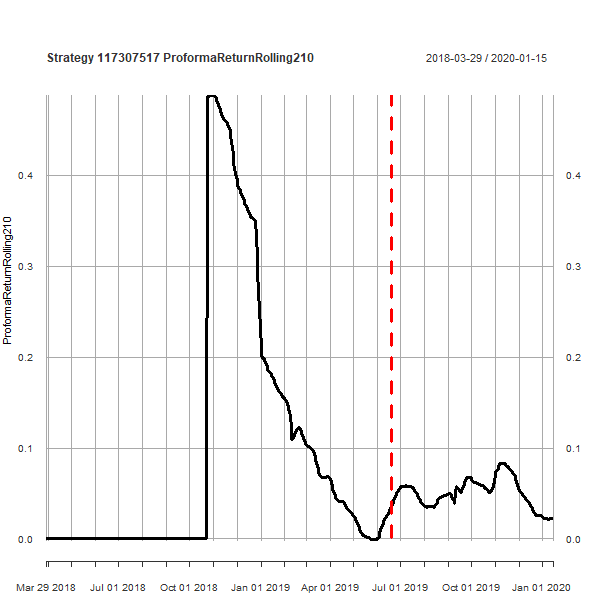 Strategy 117307517 ProformaReturnRolling210
2018-03-29 / 2020-01-15
ProformaReturnRolling210
0.4 0.4
0.3 0.3
0.2 0.2
0.1 0.1
0.0 0.0
Mar 29 2018 Jul 01 2018 Oct 01 2018 Jan 01 2019 Apr 01 2019 Jul 01 2019 Oct 01 2019 Jan 01 2020